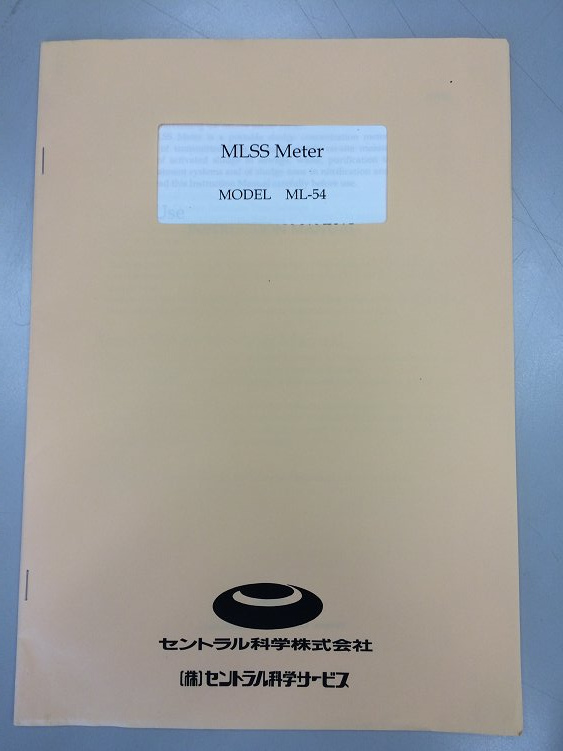 MLSS Meter
MODEL ML-54
Use
セントラル科学株式会社
(株)セントラル科学サービス